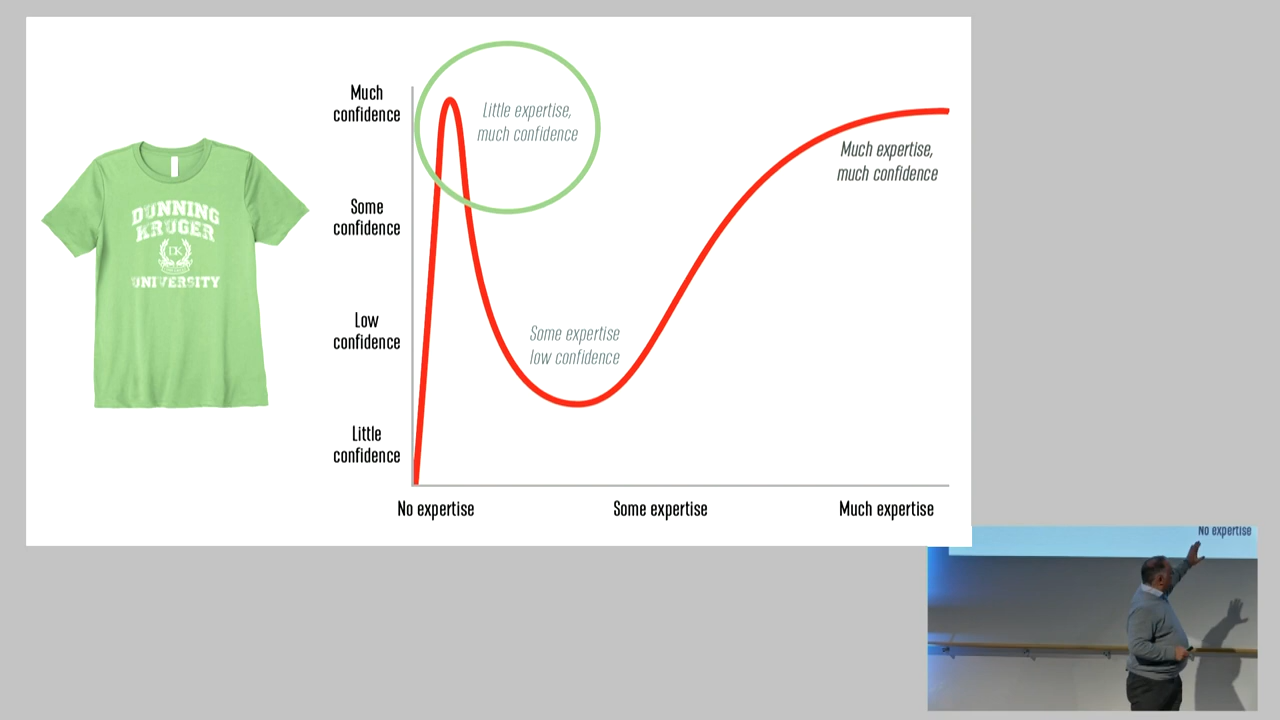 DUNNING
KRUGER
DK
UNIVERSITY
Much
confidence
Some
confidence
Low
confidence
Little
confidence
Little expertise,
much confidence
Some expertise
low confidence
Much expertise,
much confidence
No expertise
Some expertise
Much expertise
No expertise